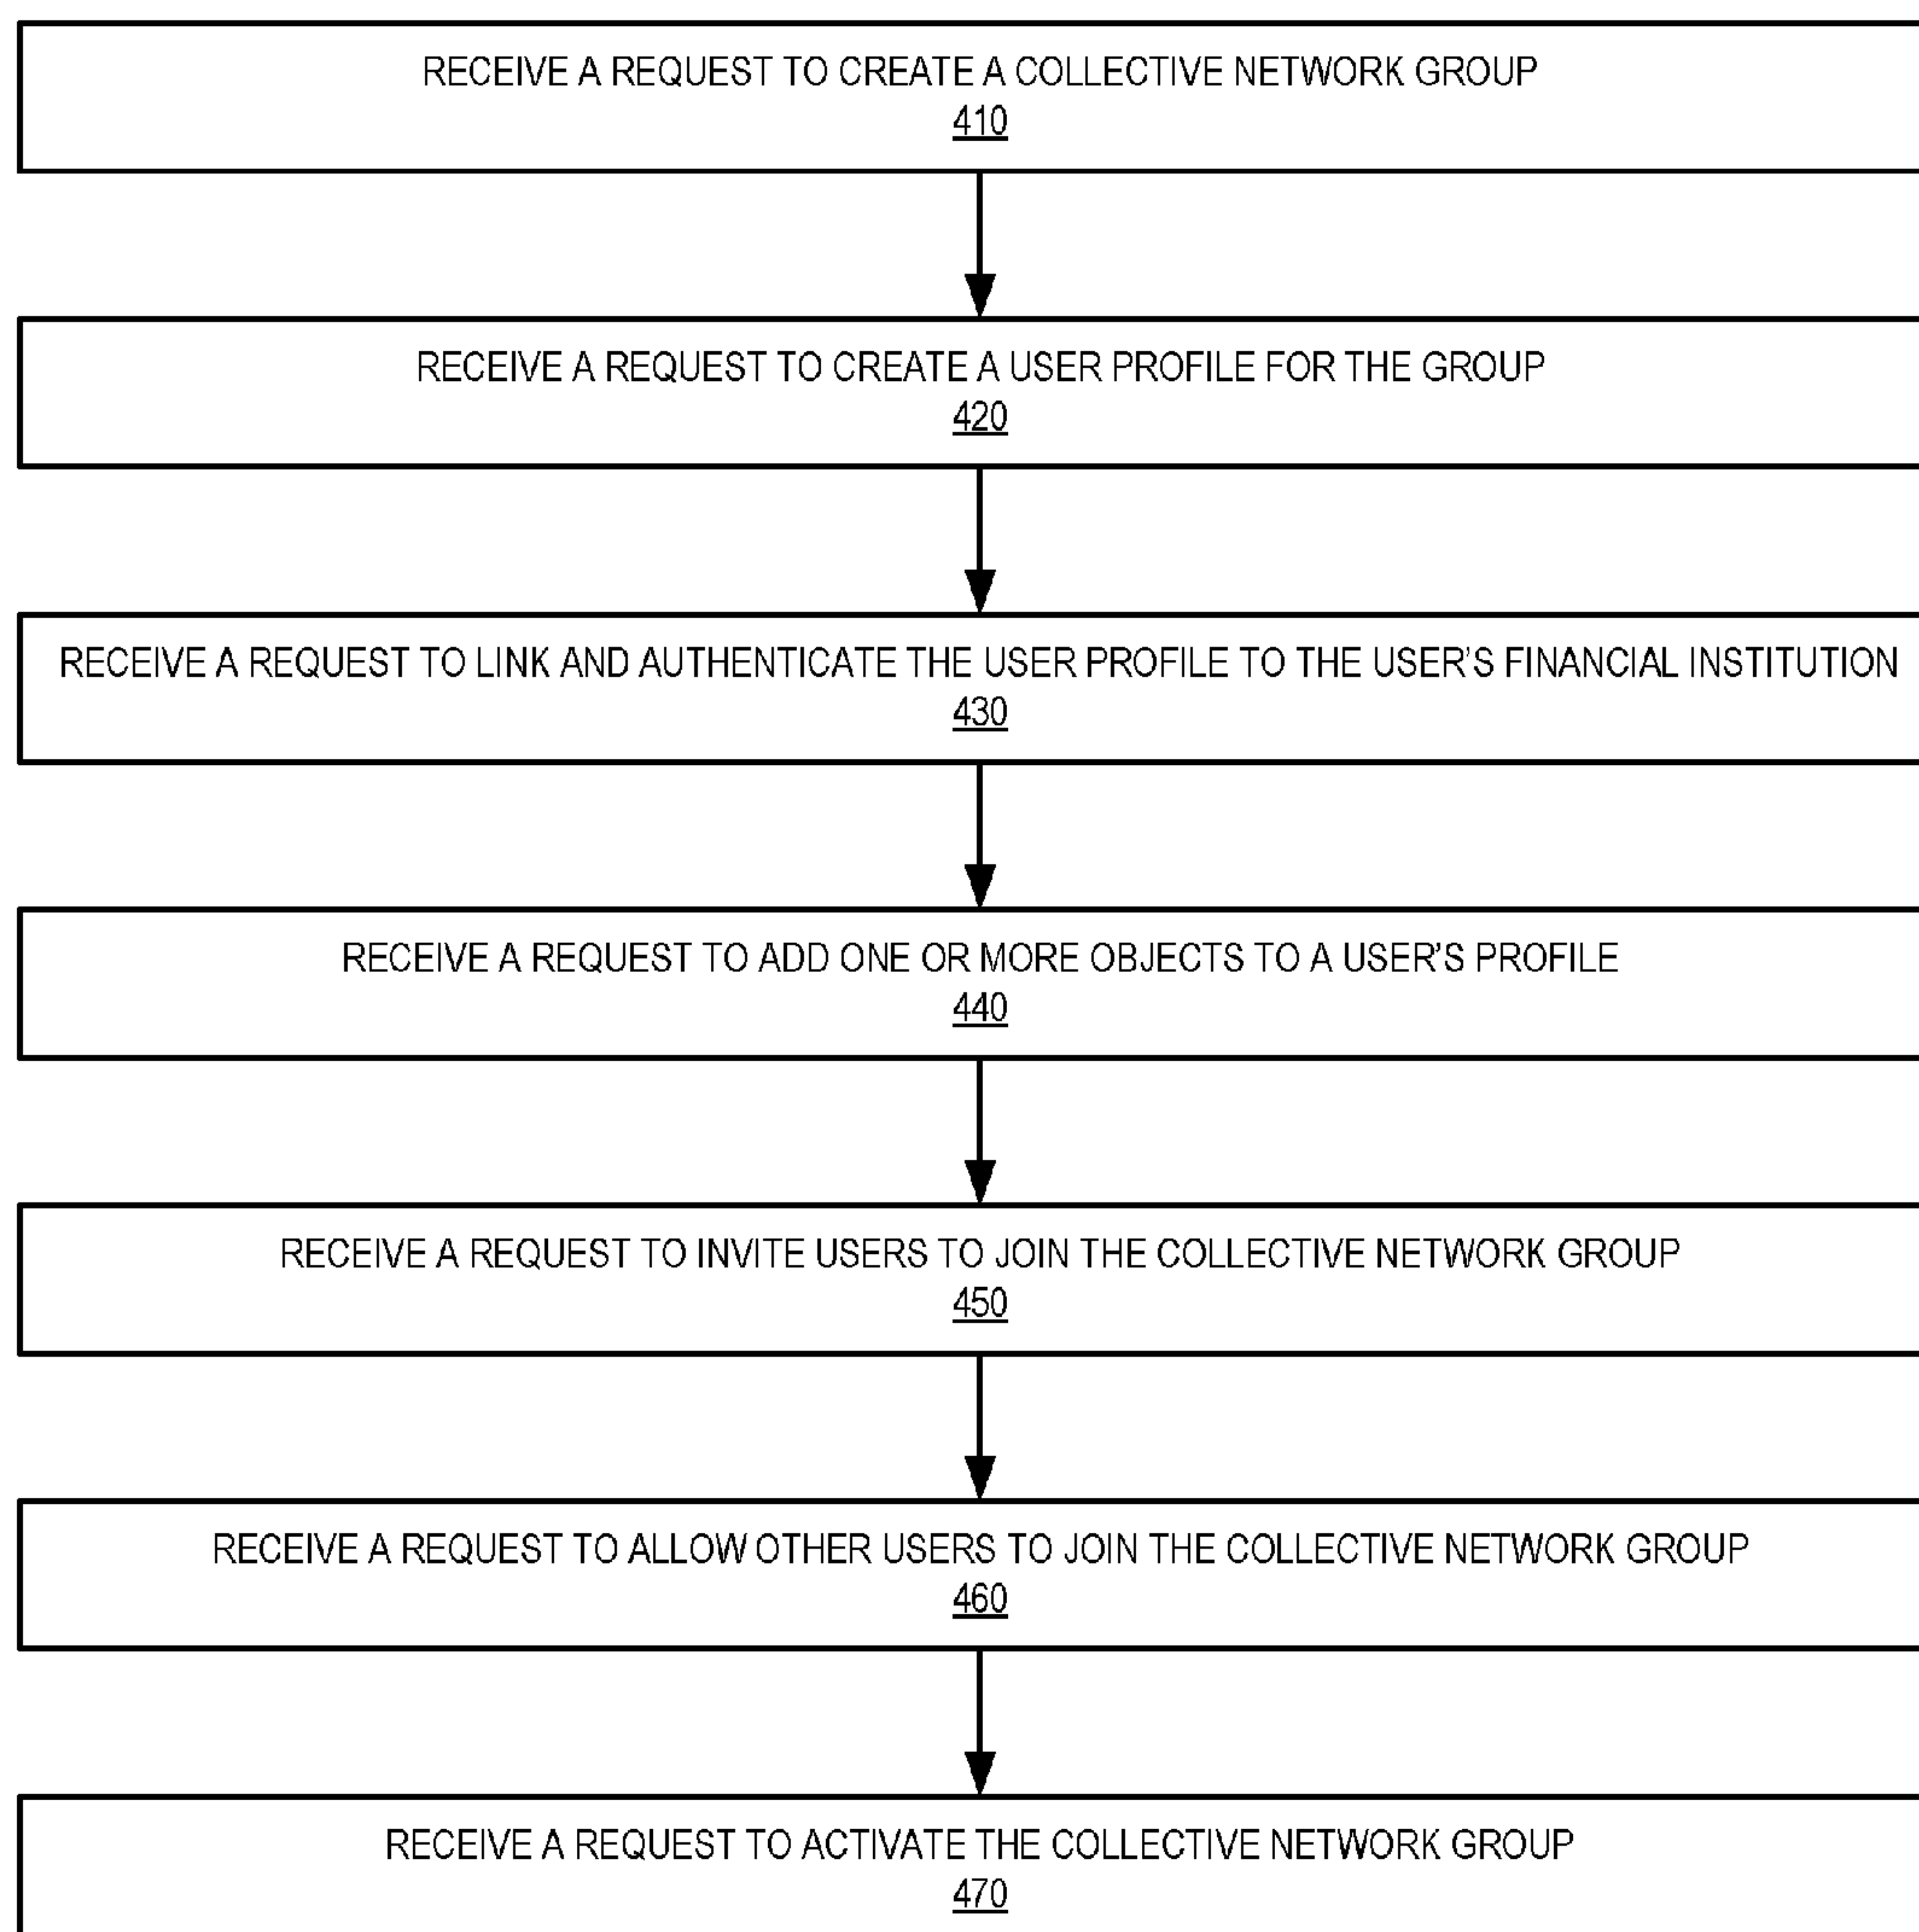 RECEIVE A REQUEST TO CREATE A COLLECTIVE NETWORK GROUP
410
RECEIVE A REQUEST TO CREATE A USER PROFILE FOR THE GROUP
420
RECEIVE A REQUEST TO LINK AND AUTHENTICATE THE USER PROFILE TO THE USER'S FINANCIAL INSTITUTION
430
RECEIVE A REQUEST TO ADD ONE OR MORE OBJECTS TO A USER'S PROFILE
440
RECEIVE A REQUEST TO INVITE USERS TO JOIN THE COLLECTIVE NETWORK GROUP
450
RECEIVE A REQUEST TO ALLOW OTHER USERS TO JOIN THE COLLECTIVE NETWORK GROUP
460
RECEIVE A REQUEST TO ACTIVATE THE COLLECTIVE NETWORK GROUP
470